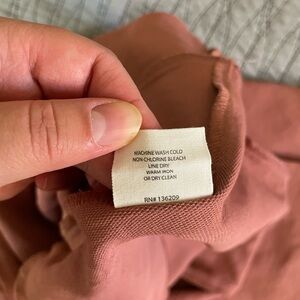 MACHINE WASH COLD
NON-CHLORINE BLEACH
LINE DRY
WARM IRON
OR DRY CLEAN
RN# 136209